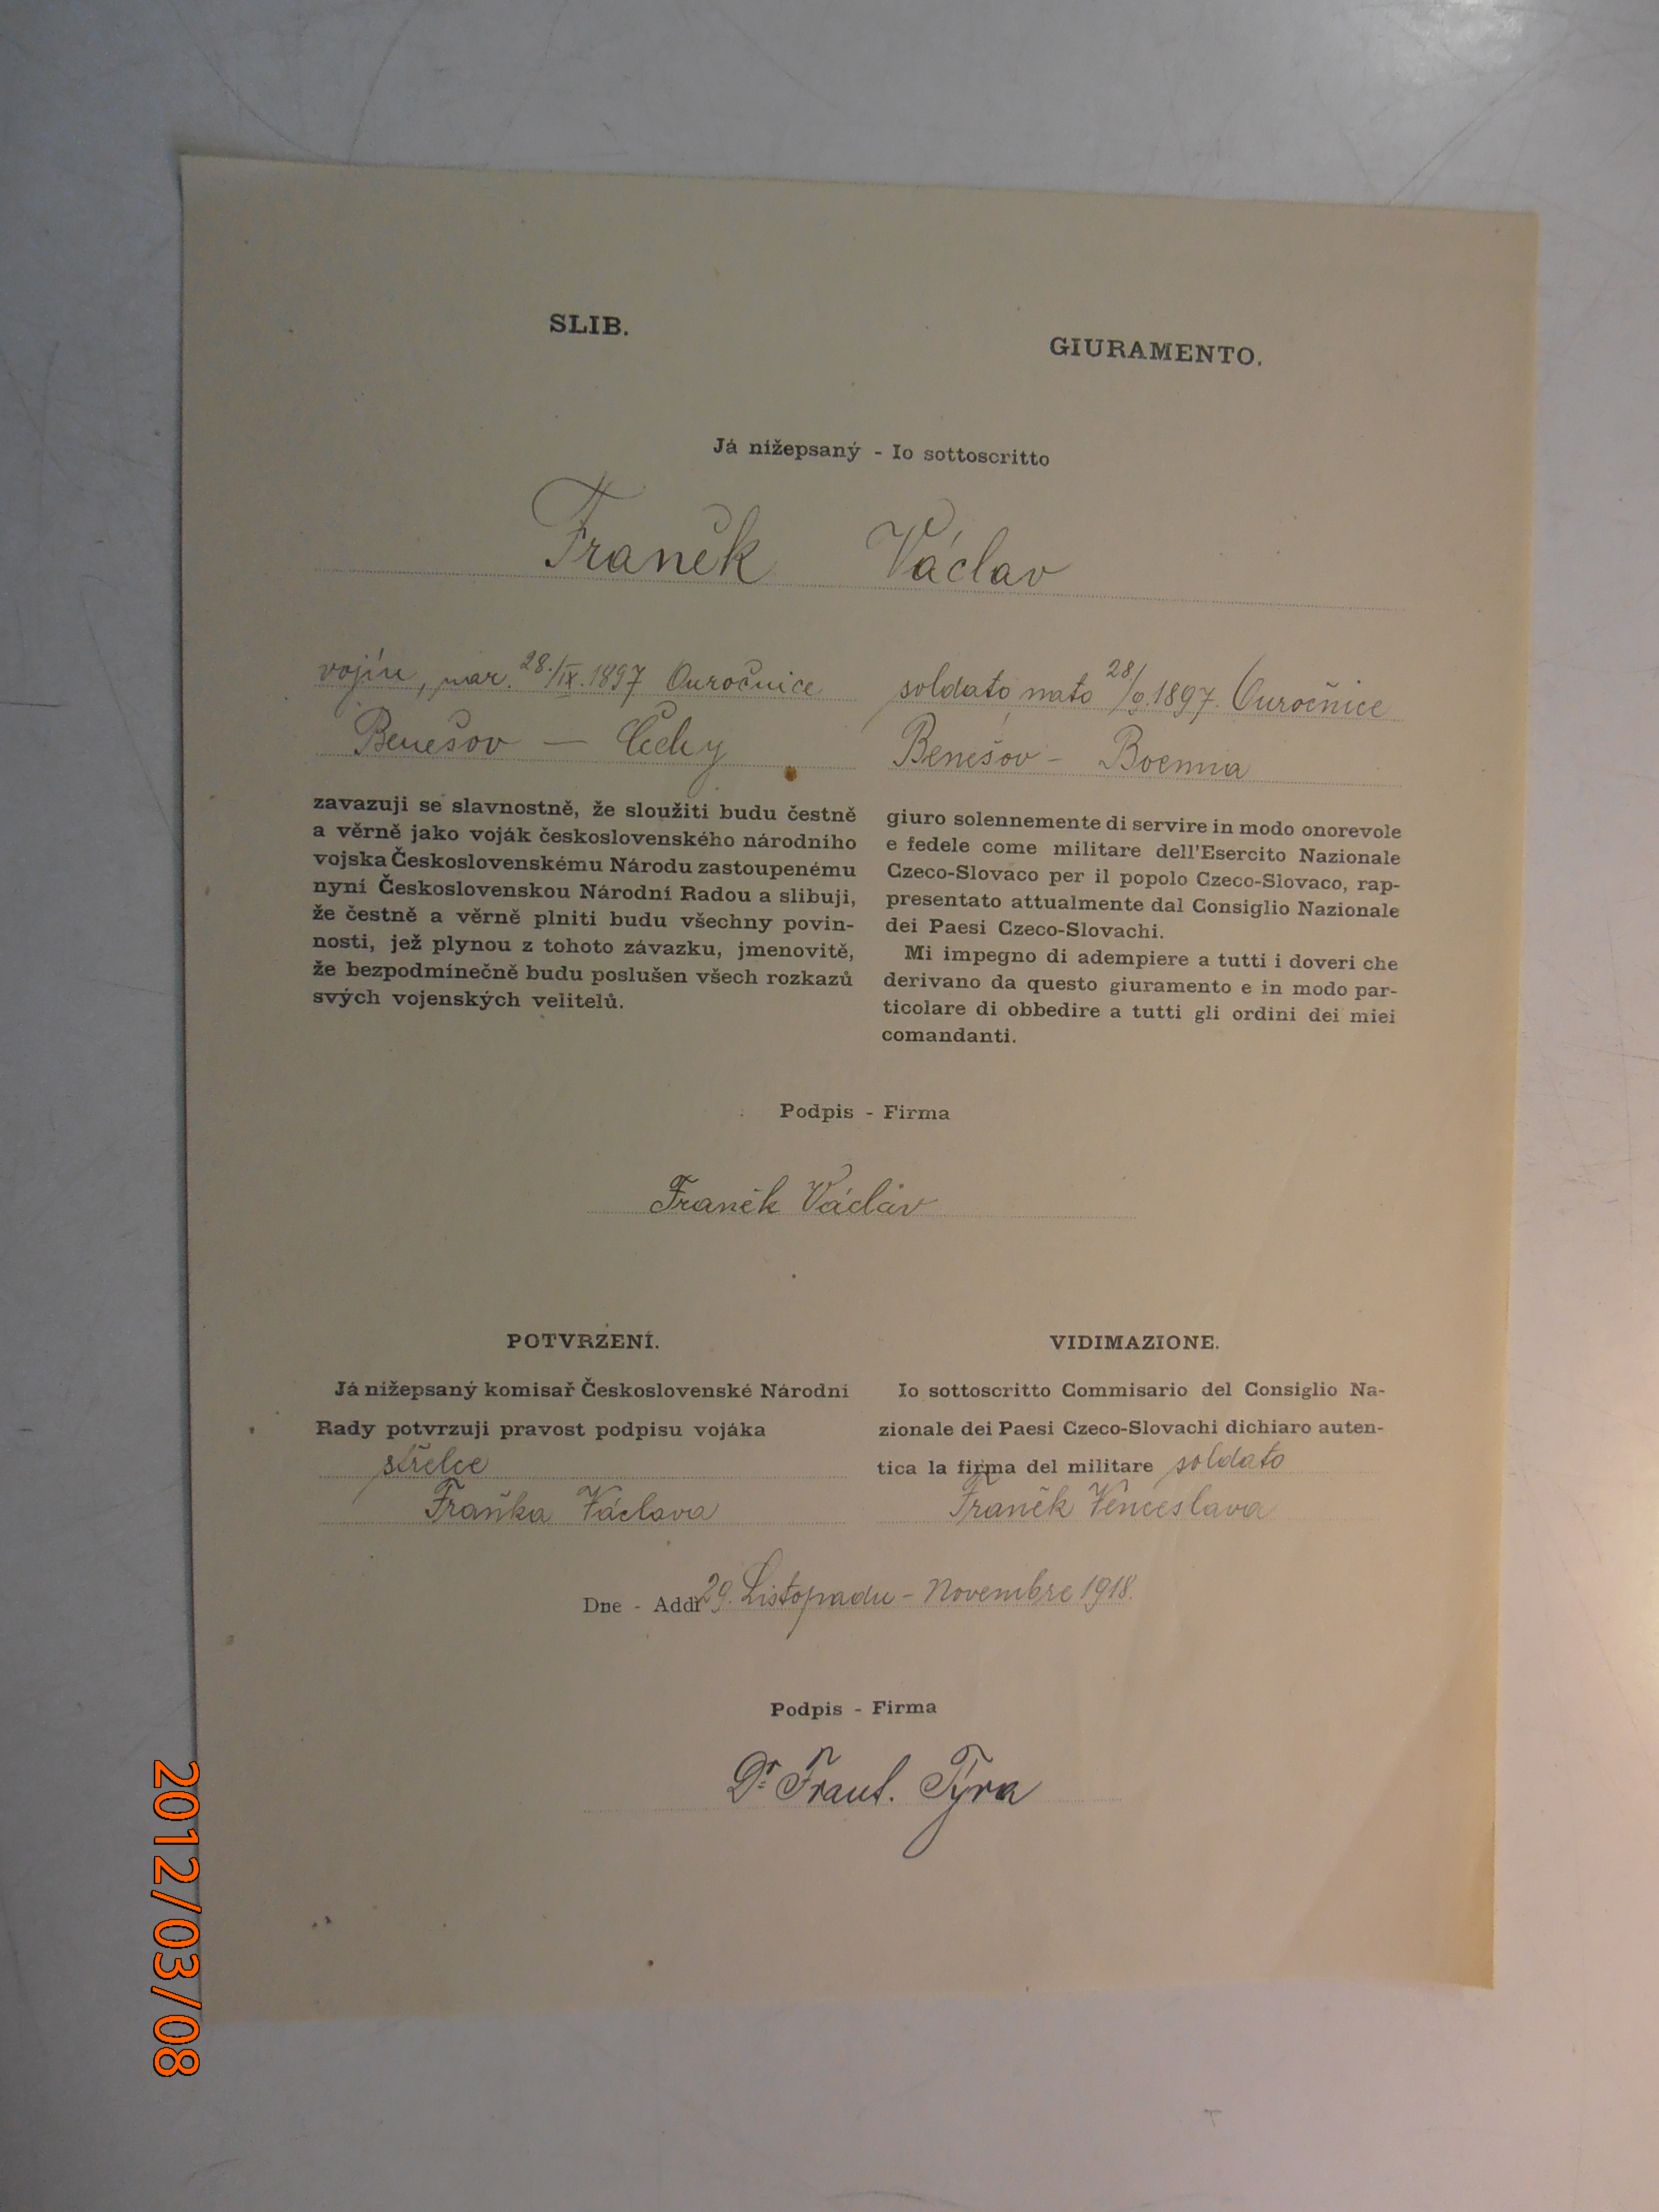 SLIB.
GIURAMENTO.
Já nížepsaný - Io sottoscritto
Franěk Václav
vojín, nar. 28./IX. 1897 Ouročnice
Benešov — Čechy
zavazuji se slavnostně, že sloužiti budu čestně
a věrně jako voják československého národního
vojska Československému Národu zastoupenému
nyní Československou Národní Radou a slibuji,
že čestně a věrně plniti budu všechny povin-
nosti, jež plynou z tohoto závazku, jmenovitě,
že bezpodmínečně budu poslušen všech rozkazů
svých vojenských velitelů.
soldato nato 28/9. 1897. Ouročnice
Benešov - Boemia
giuro solennemente di servire in modo onorevole
e fedele come militare dell'Esercito Nazionale
Czeco-Slovaco per il popolo Czeco-Slovaco, rap-
presentato attualmente dal Consiglio Nazionale
dei Paesi Czeco-Slovachi.
Mi impegno di adempiere a tutti i doveri che
derivano da questo giuramento e in modo par-
ticolare di obbedire a tutti gli ordini dei miei
comandanti.
Podpis - Firma
Franěk Václav
POTVRZENÍ.
Já nížepsaný komisař Československé Národní
Rady potvrzuji pravost podpisu vojáka
střelce
Fraňka Václava
VIDIMAZIONE.
Io sottoscritto Commisario del Consiglio Na-
zionale dei Paesi Czeco-Slovachi dichiaro auten-
tica la firma del militare soldato
Franěk Venceslava
Dne - Addì 29. Listopadu - Novembre 1918.
Podpis - Firma
Dr Frant. Týra
2012/03/08